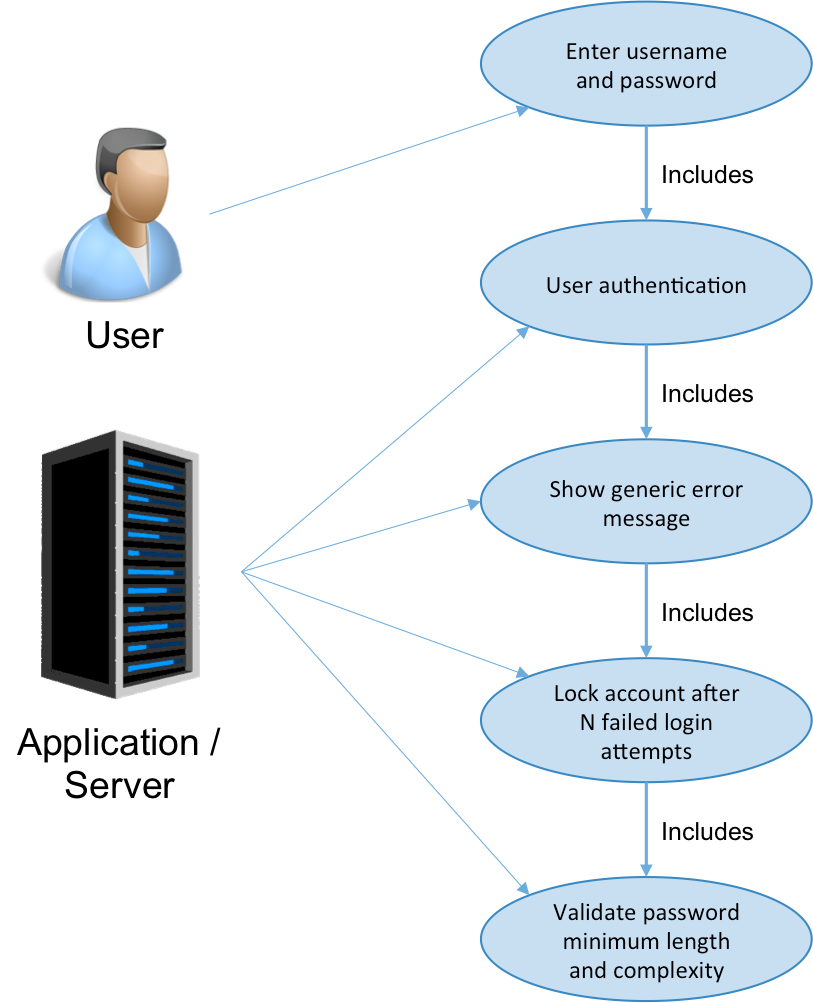 Enter username
and password
Includes
User authentication
User
Includes
Show generic error
message
Includes
Lock account after
N failed login
attempts
Application /
Server
Includes
Validate password
minimum length
and complexity